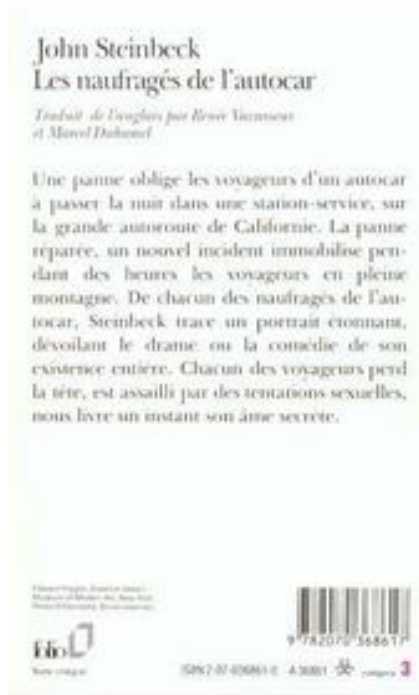 John Steinbeck
Les naufragés de l'autocar
Traduit de l'anglais par Renée Vavasseur
et Marcel Duhamel
Une panne oblige les voyageurs d'un autocar
à passer la nuit dans une station-service, sur
la grande autoroute de Californie. La panne
réparée, un nouvel incident immobilise pen-
dant des heures les voyageurs en pleine
montagne. De chacun des naufragés de l'au-
tocar, Steinbeck trace un portrait étonnant,
dévoilant le drame ou la comédie de son
existence entière. Chacun des voyageurs perd
la tête, est assailli par des tentations sexuelles,
nous livre un instant son âme secrète.
folio
Texte intégral
9 782070 368617
ISBN 2-07-036861-0 A 36861 catégorie 3